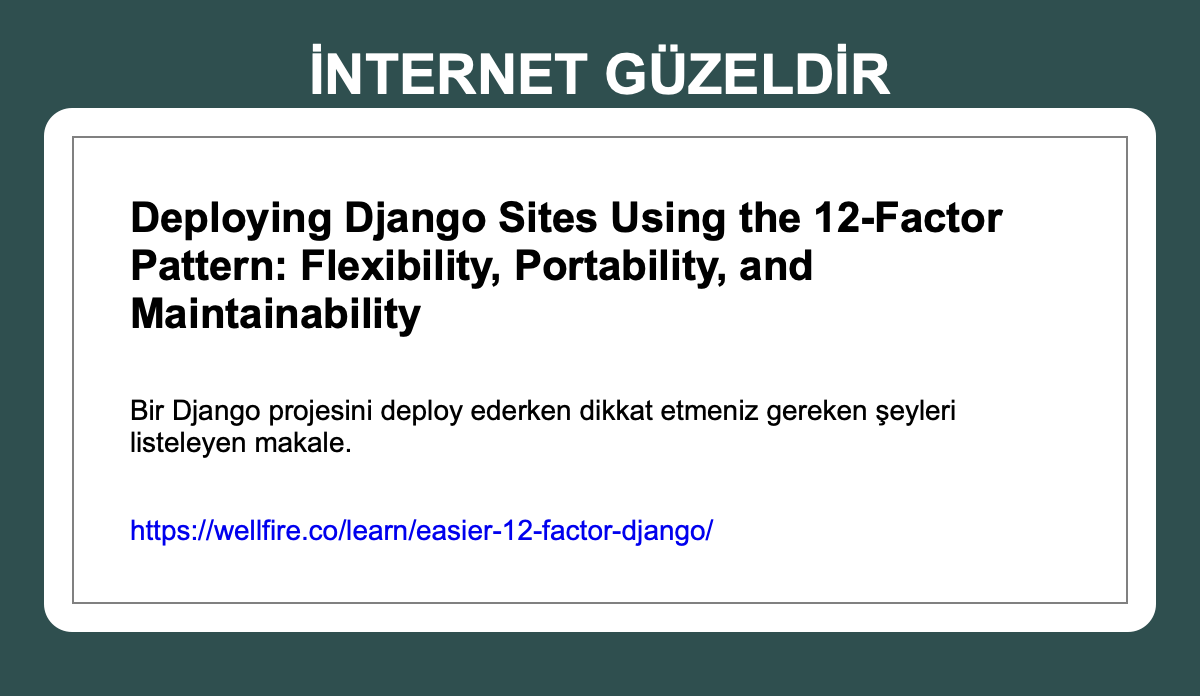 İNTERNET GÜZELDİR
Deploying Django Sites Using the 12-Factor
Pattern: Flexibility, Portability, and
Maintainability
Bir Django projesini deploy ederken dikkat etmeniz gereken şeyleri
listeleyen makale.
https://wellfire.co/learn/easier-12-factor-django/